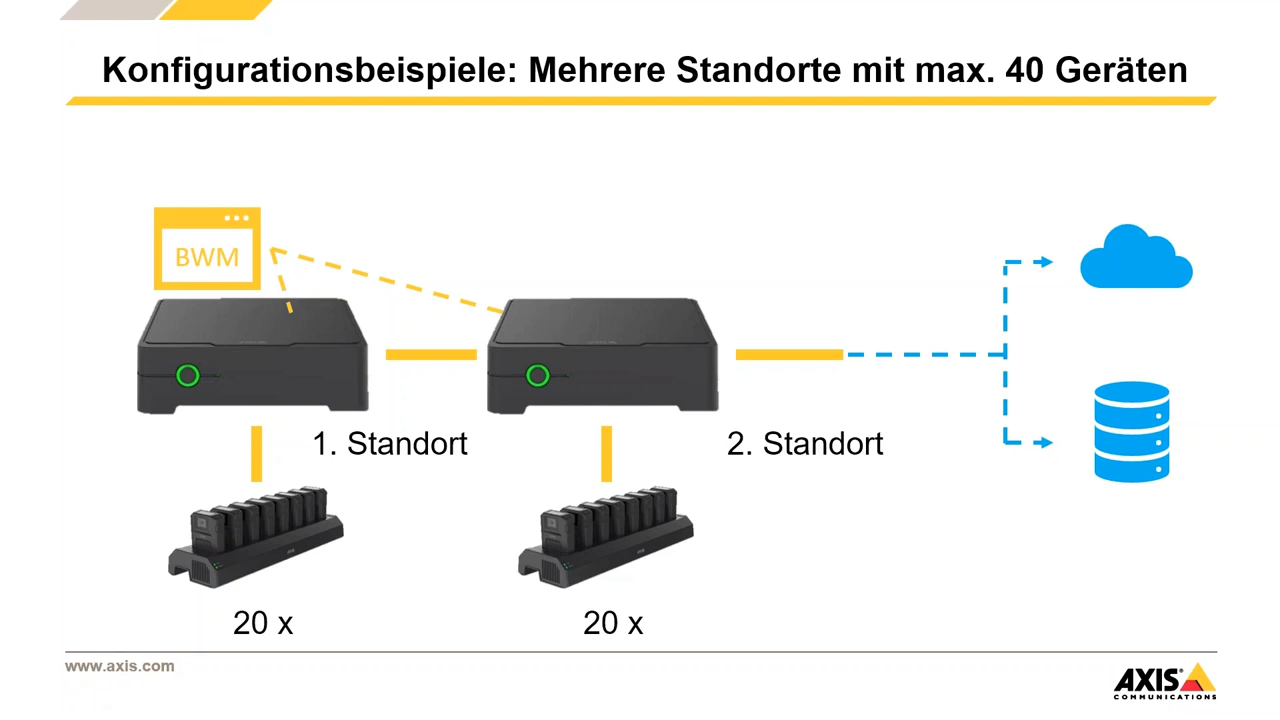 Konfigurationsbeispiele: Mehrere Standorte mit max. 40 Geräten
BWM
1. Standort
2. Standort
20 x
20 x
www.axis.com
AXIS
COMMUNICATIONS